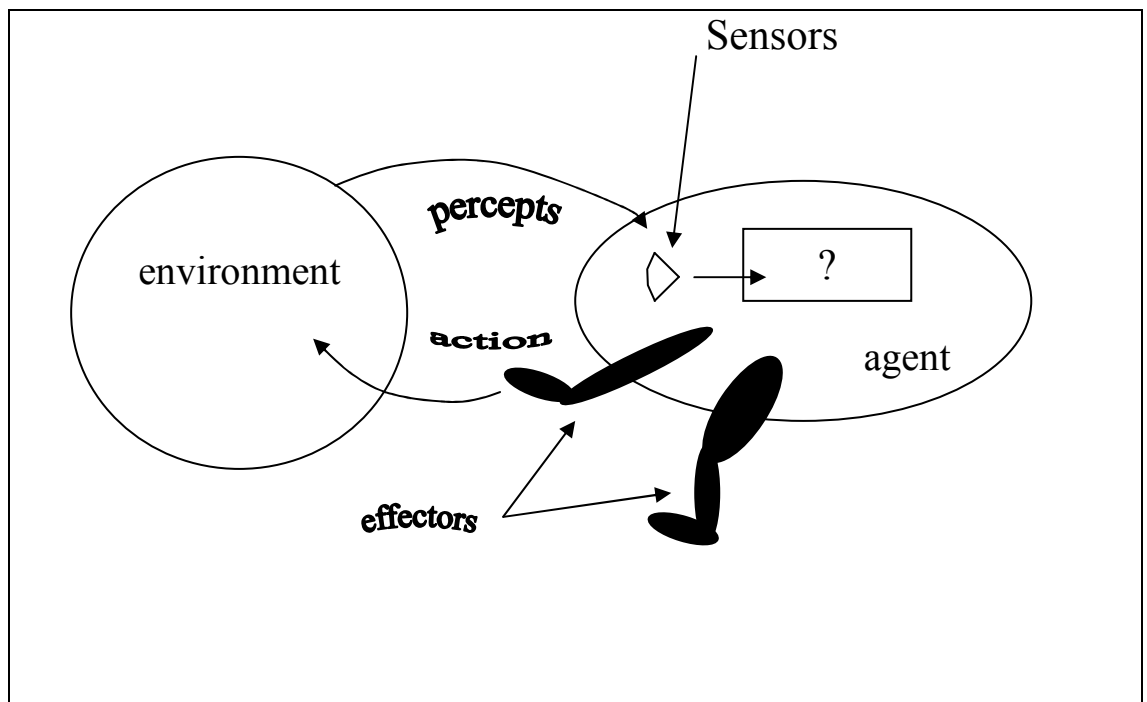 Sensors
percepts
environment
?
action
agent
effectors